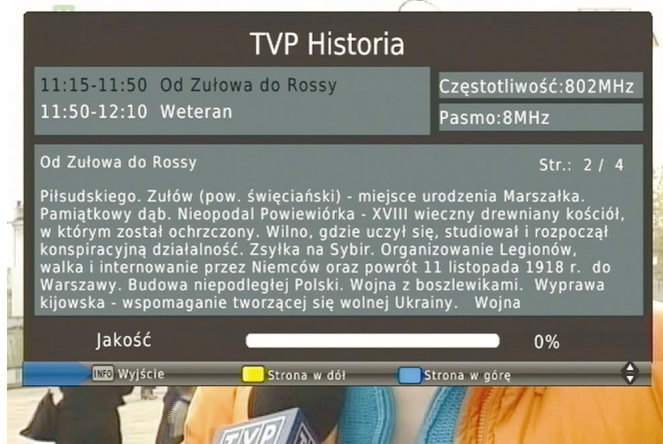 TVP Historia
11:15-11:50 Od Zułowa do Rossy
11:50-12:10 Weteran
Częstotliwość:802MHz
Pasmo:8MHz
Od Zułowa do Rossy
Str.: 2 / 4
Piłsudskiego. Zułów (pow. święciański) - miejsce urodzenia Marszałka.
Pamiątkowy dąb. Nieopodal Powiewiórka - XVIII wieczny drewniany kościół,
w którym został ochrzczony. Wilno, gdzie uczył się, studiował i rozpoczął
konspiracyjną działalność. Zsyłka na Sybir. Organizowanie Legionów,
walka i internowanie przez Niemców oraz powrót 11 listopada 1918 r. do
Warszawy. Budowa niepodległej Polski. Wojna z boszlewikami. Wyprawa
kijowska - wspomaganie tworzącej się wolnej Ukrainy. Wojna
Jakość
0%
INFO Wyjście
Strona w dół
Strona w górę
TVP